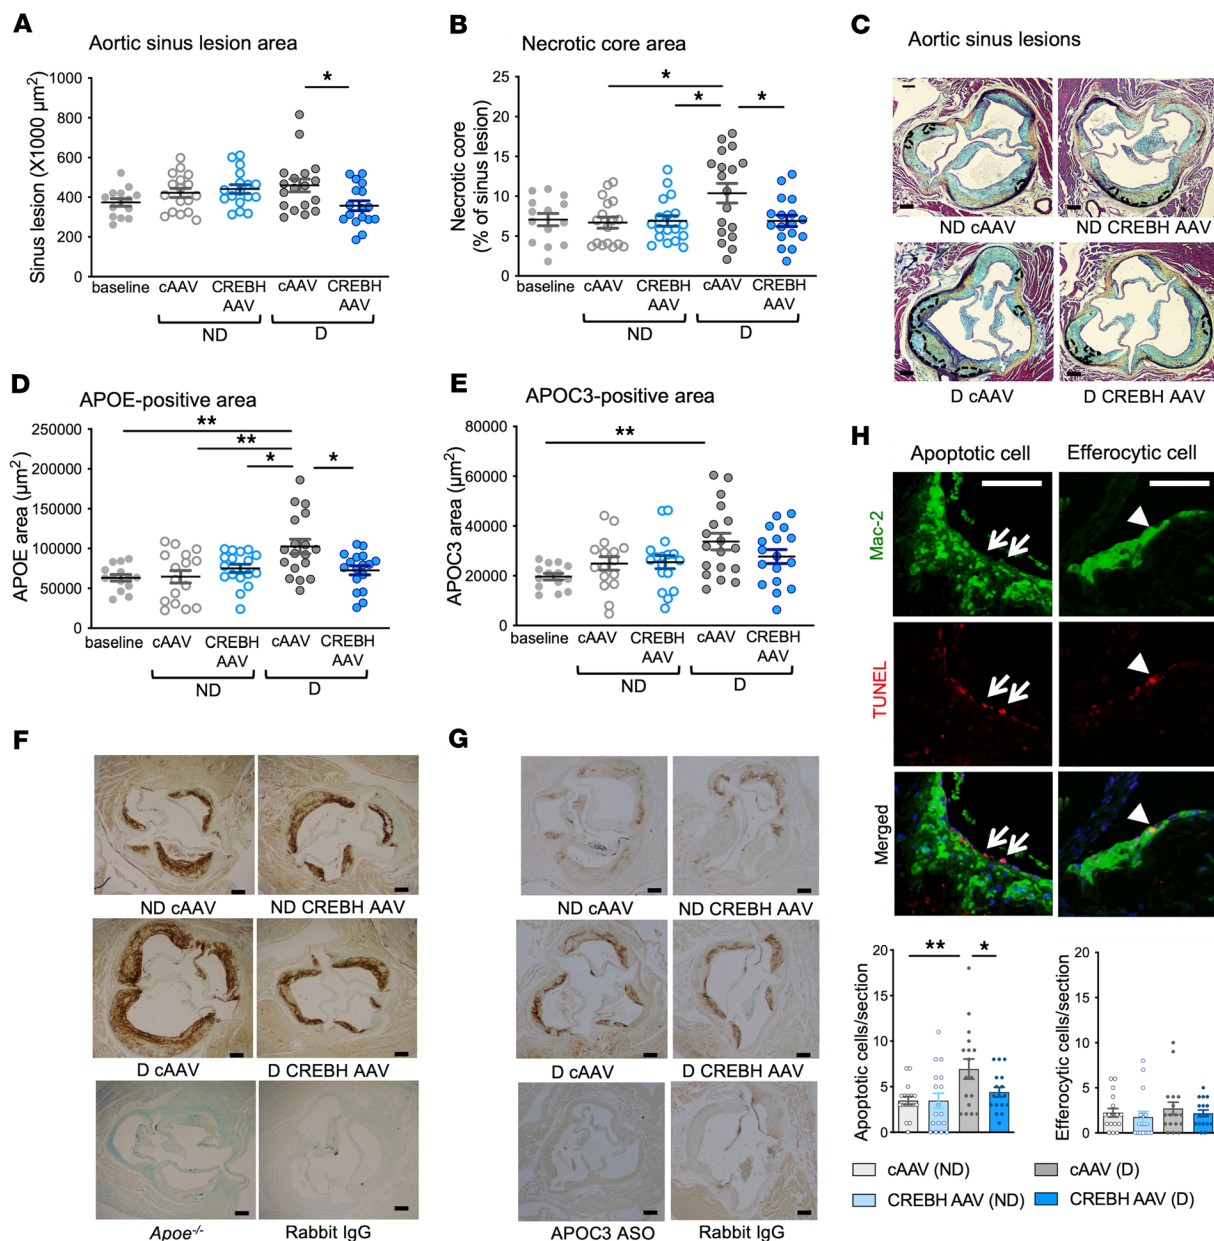 A
Aortic sinus lesion area
Sinus lesion (X1000 µm²)
1000
800
600
400
200
0
*
baseline
cAAV
CREBH
AAV
cAAV
CREBH
AAV
ND
D
B
Necrotic core area
Necrotic core
(% of sinus lesion)
25
20
15
10
5
0
*
*
*
baseline
cAAV
CREBH
AAV
cAAV
CREBH
AAV
ND
D
C
Aortic sinus lesions
ND cAAV
ND CREBH AAV
D cAAV
D CREBH AAV
D
APOE-positive area
APOE area (µm²)
250000
200000
150000
100000
50000
0
**
**
*
*
baseline
cAAV
CREBH
AAV
cAAV
CREBH
AAV
ND
D
E
APOC3-positive area
APOC3 area (µm²)
80000
60000
40000
20000
0
**
baseline
cAAV
CREBH
AAV
cAAV
CREBH
AAV
ND
D
F
ND cAAV
ND CREBH AAV
D cAAV
D CREBH AAV
Apoe-/-
Rabbit IgG
G
ND cAAV
ND CREBH AAV
D cAAV
D CREBH AAV
APOC3 ASO
Rabbit IgG
H
Apoptotic cell
Efferocytic cell
Mac-2
TUNEL
Merged
Apoptotic cells/section
20
15
10
5
0
**
*
Efferocytic cells/section
20
15
10
5
0
cAAV (ND)
cAAV (D)
CREBH AAV (ND)
CREBH AAV (D)